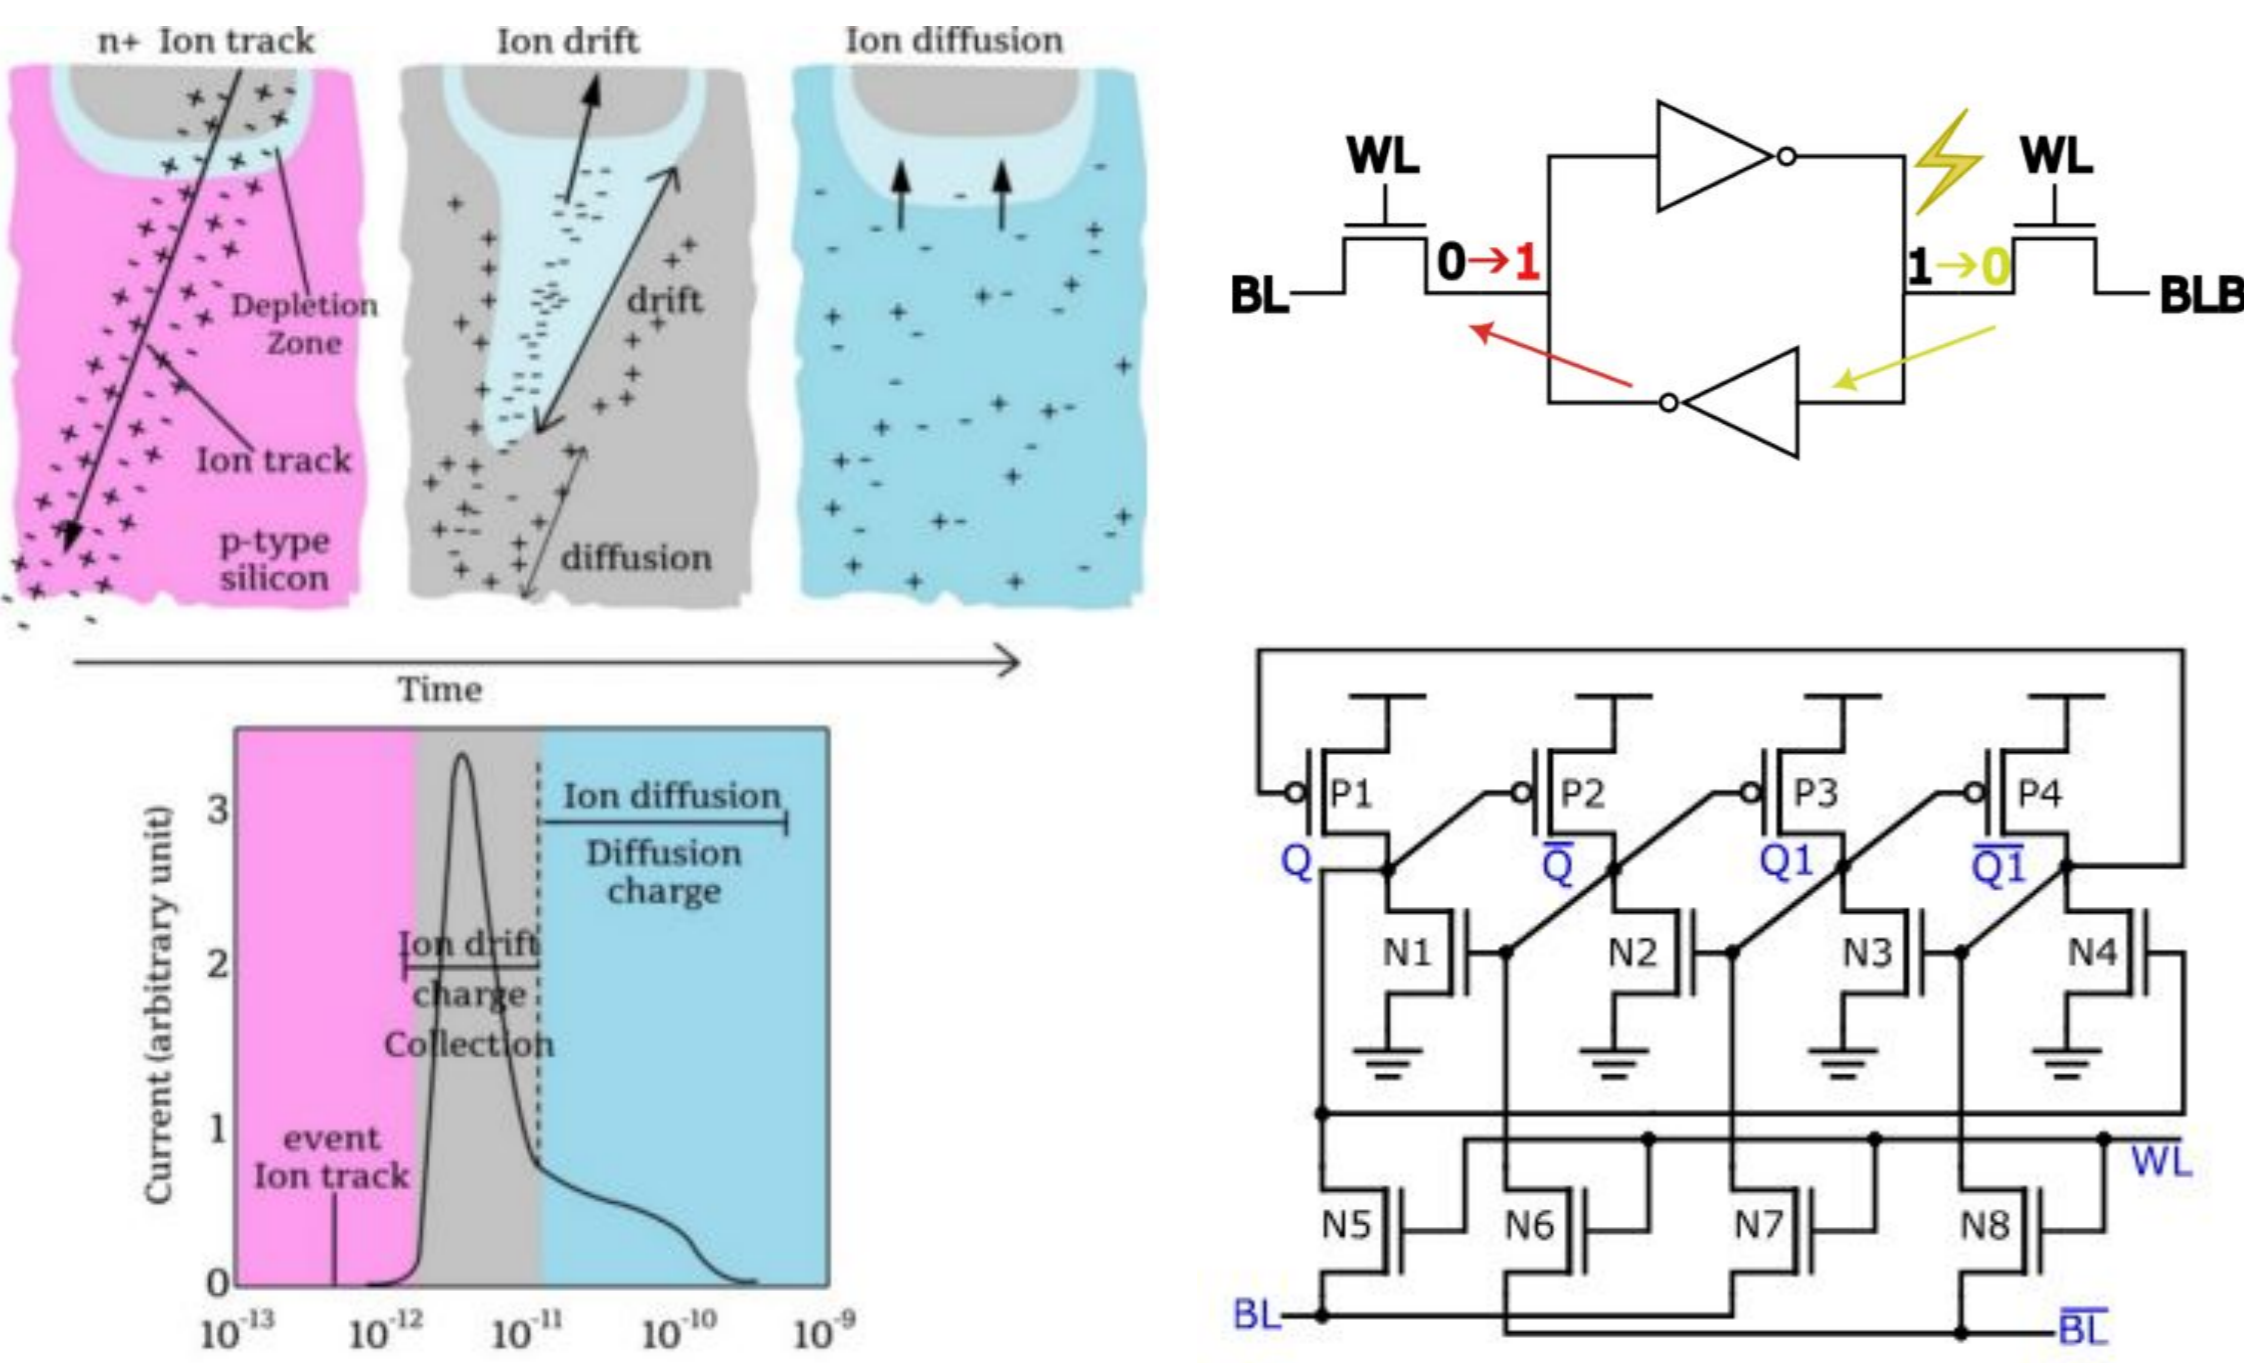 n+ Ion track
Depletion
Zone
Ion track
p-type
silicon
Ion drift
drift
diffusion
Ion diffusion
Time
Current (arbitrary unit)
3
2
1
0
event
Ion track
Ion drift
charge
Collection
Ion diffusion
Diffusion
charge
10⁻¹³ 10⁻¹² 10⁻¹¹ 10⁻¹⁰ 10⁻⁹
WL WL
BL 0→1 1→0 BLB
P1 P2 P3 P4
Q Q̅ Q1 Q̅1̅
N1 N2 N3 N4
WL
N5 N6 N7 N8
BL B̅L̅